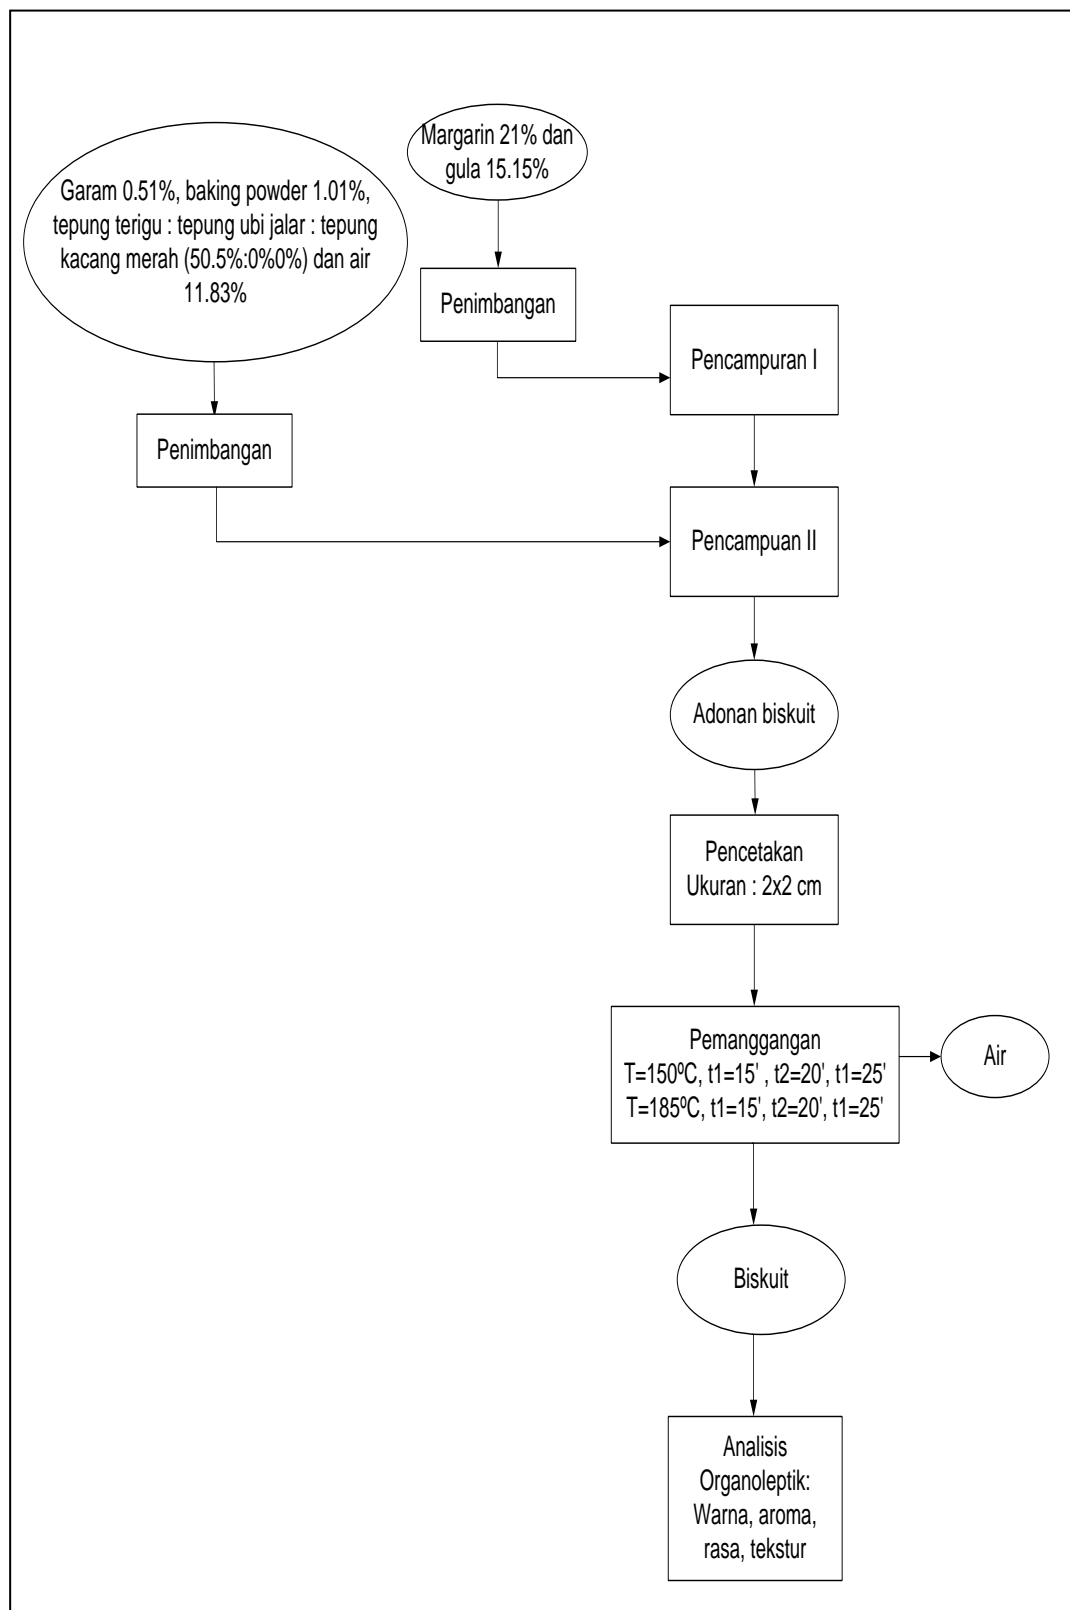 Margarin 21% dan
gula 15.15%
Garam 0.51%, baking powder 1.01%,
tepung terigu : tepung ubi jalar : tepung
kacang merah (50.5%:0%0%) dan air
11.83%
Penimbangan
Pencampuran I
Penimbangan
Pencampuan II
Adonan biskuit
Pencetakan
Ukuran : 2x2 cm
Pemanggangan
T=150ºC, t1=15' , t2=20', t1=25'
T=185ºC, t1=15', t2=20', t1=25'
Air
Biskuit
Analisis
Organoleptik:
Warna, aroma,
rasa, tekstur